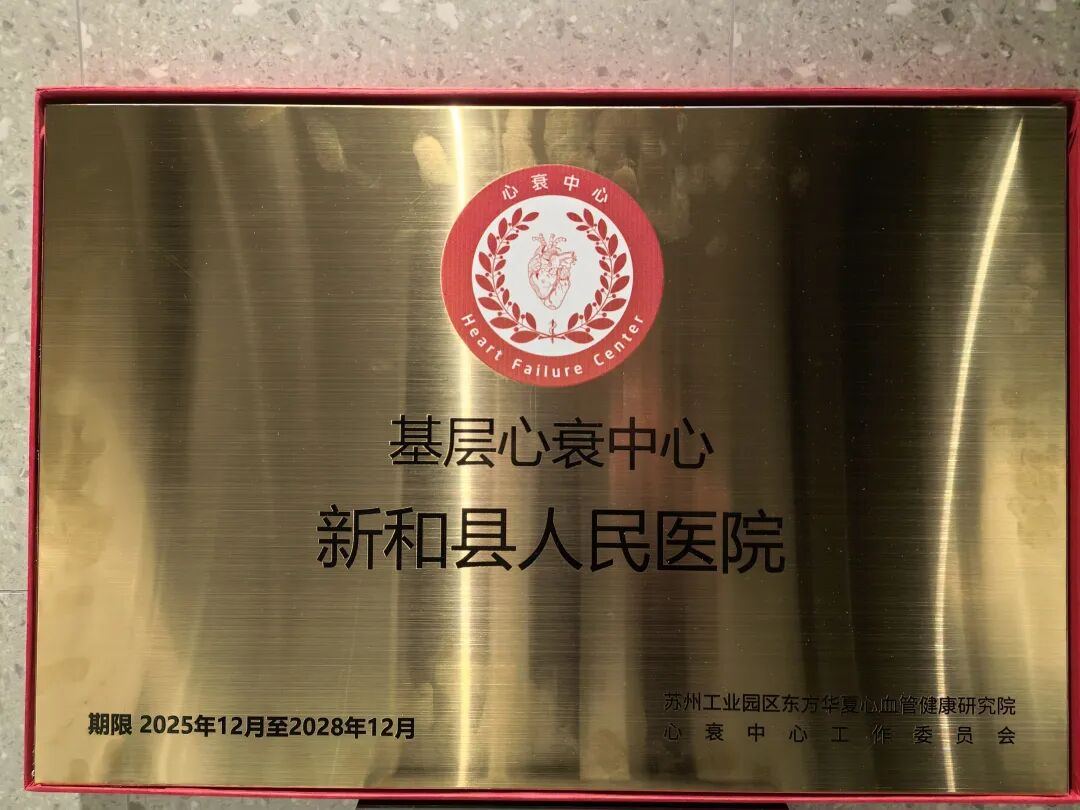 心衰中心
Heart Failure Center
基层心衰中心
新和县人民医院
期限 2025年12月至2028年12月
苏州工业园区东方华夏心血管健康研究院
心衰中心工作委员会